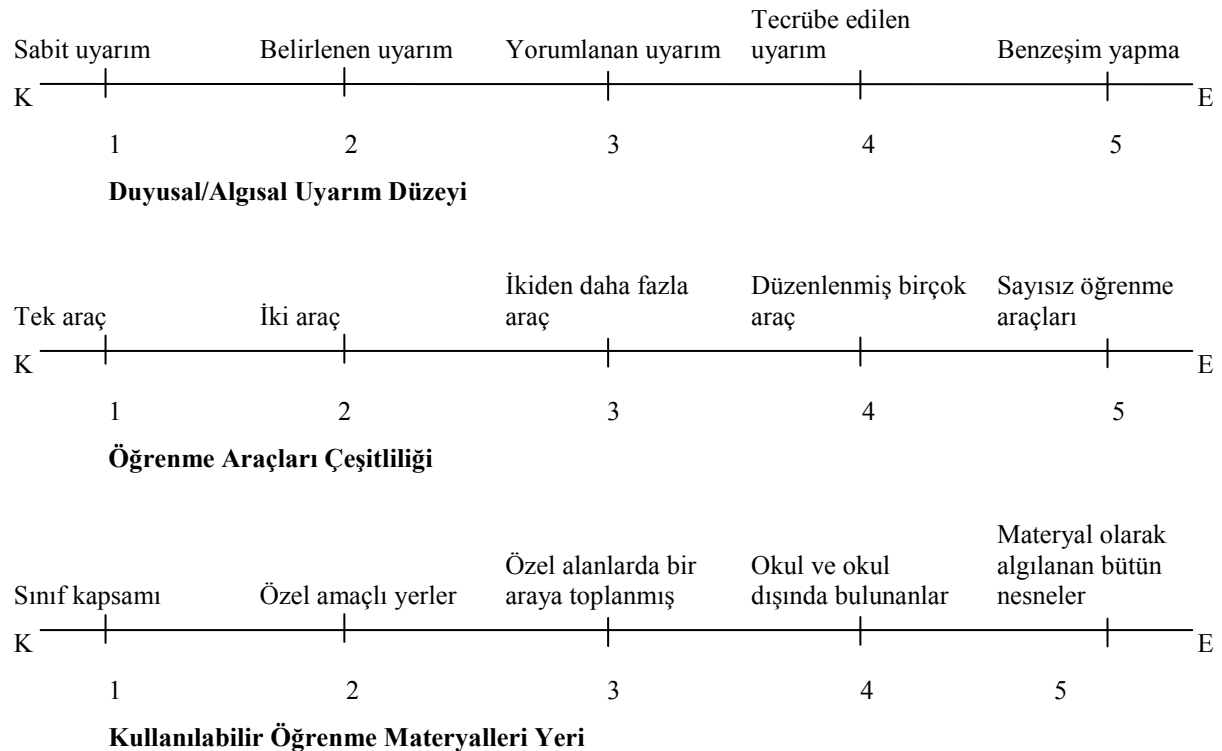 Sabit uyarım Belirlenen uyarım Yorumlanan uyarım Tecrübe edilen uyarım Benzeşim yapma
K E
1 2 3 4 5
Duyusal/Algısal Uyarım Düzeyi
Tek araç İki araç İkiden daha fazla araç Düzenlenmiş birçok araç Sayısız öğrenme araçları
K E
1 2 3 4 5
Öğrenme Araçları Çeşitliliği
Sınıf kapsamı Özel amaçlı yerler Özel alanlarda bir araya toplanmış Okul ve okul dışında bulunanlar Materyal olarak algılanan bütün nesneler
K E
1 2 3 4 5
Kullanılabilir Öğrenme Materyalleri Yeri